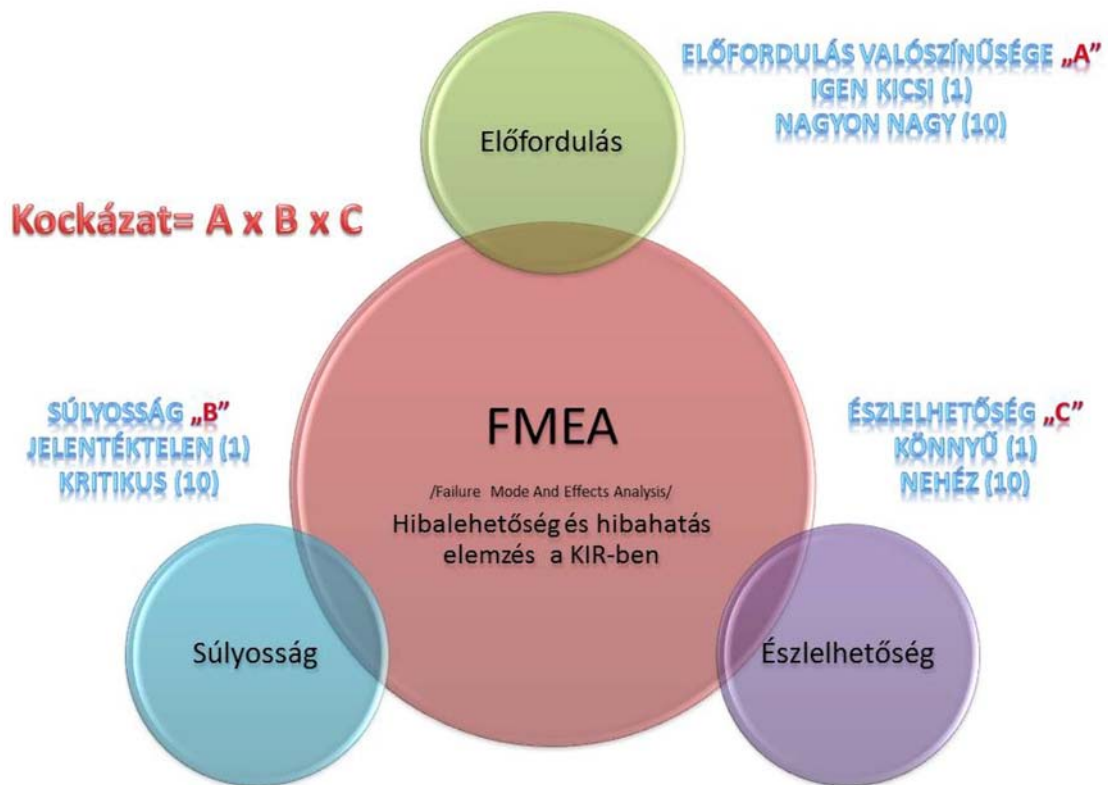 ELŐFORDULÁS VALÓSZÍNŰSÉGE „A”
IGEN KICSI (1)
NAGYON NAGY (10)
Előfordulás
Kockázat= A x B x C
SÚLYOSSÁG „B”
JELENTÉKTELEN (1)
KRITIKUS (10)
ÉSZLELHETŐSÉG „C”
KÖNNYŰ (1)
NEHÉZ (10)
FMEA
/Failure Mode And Effects Analysis/
Hibalehetőség és hibahatás
elemzés a KIR-ben
Súlyosság
Észlelhetőség